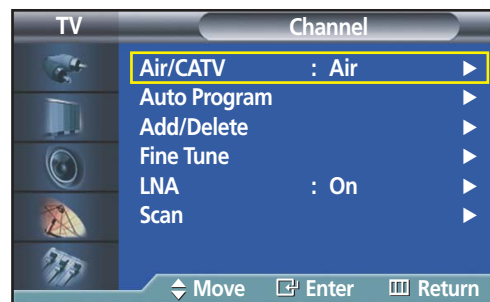 TV Channel
Air/CATV : Air
Auto Program
Add/Delete
Fine Tune
LNA : On
Scan
Move Enter Return